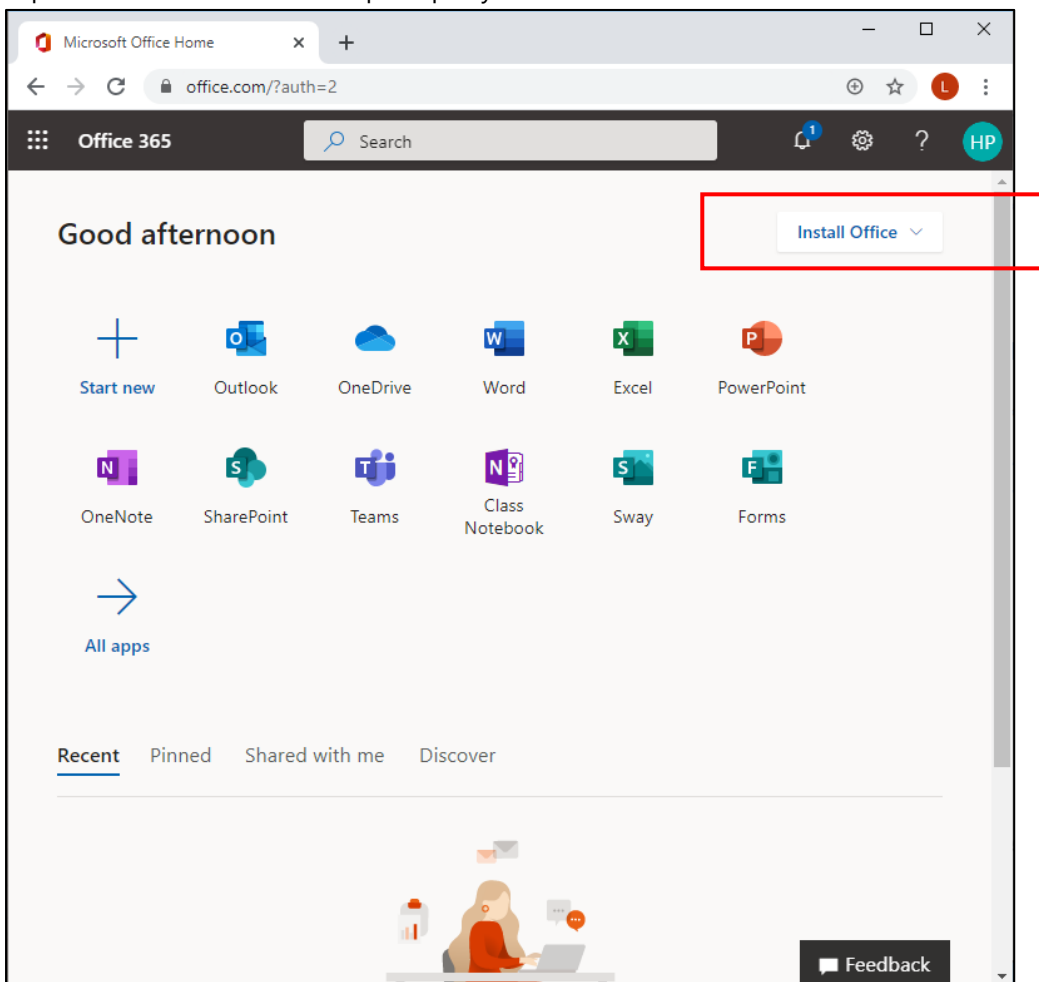 Microsoft Office Home
office.com/?auth=2
L
Office 365
Search
1
?
HP
Good afternoon
Install Office
Start new
Outlook
OneDrive
Word
Excel
PowerPoint
OneNote
SharePoint
Teams
Class
Notebook
Sway
Forms
All apps
Recent Pinned Shared with me Discover
Feedback